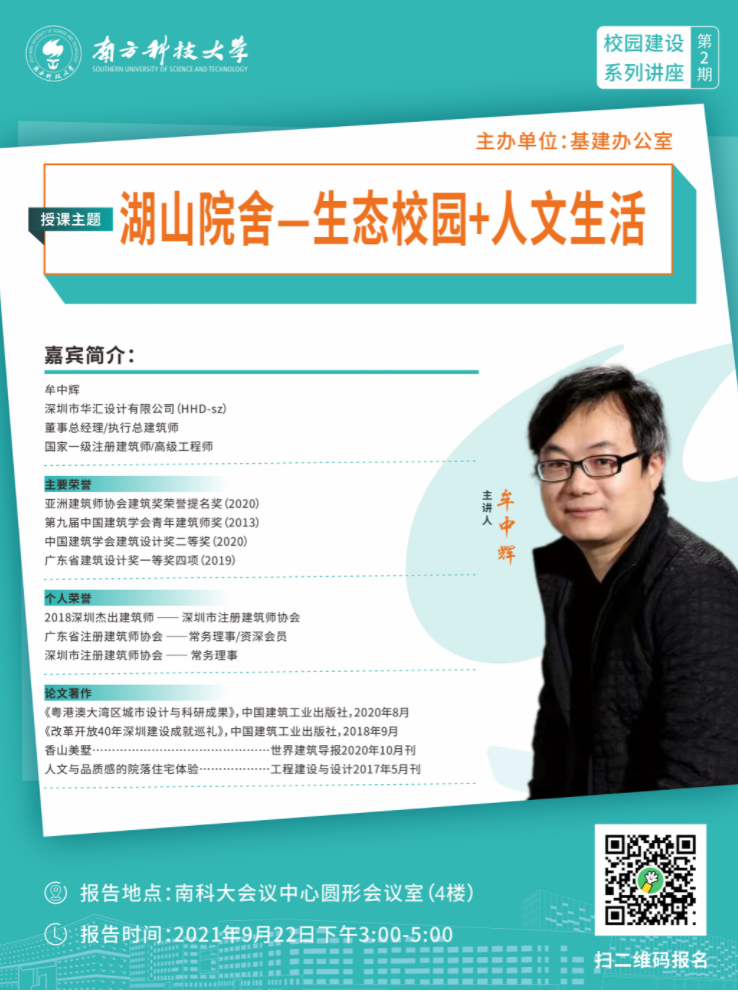 南方科技大学
SOUTHERN UNIVERSITY OF SCIENCE AND TECHNOLOGY
校园建设
系列讲座
第2期
主办单位：基建办公室
授课主题
湖山院舍—生态校园+人文生活
嘉宾简介：
牟中辉
深圳市华汇设计有限公司（HHD-sz）
董事总经理/执行总建筑师
国家一级注册建筑师/高级工程师
主要荣誉
亚洲建筑师协会建筑奖荣誉提名奖（2020）
第九届中国建筑学会青年建筑师奖（2013）
中国建筑学会建筑设计奖二等奖（2020）
广东省建筑设计奖一等奖四项（2019）
主讲人
牟中辉
个人荣誉
2018深圳杰出建筑师 —— 深圳市注册建筑师协会
广东省注册建筑师协会 —— 常务理事/资深会员
深圳市注册建筑师协会 —— 常务理事
论文著作
《粤港澳大湾区城市设计与科研成果》，中国建筑工业出版社，2020年8月
《改革开放40年深圳建设成就巡礼》，中国建筑工业出版社，2018年9月
香山美墅………………………………………世界建筑导报2020年10月刊
人文与品质感的院落住宅体验………………工程建设与设计2017年5月刊
报告地点：南科大会议中心圆形会议室（4楼）
报告时间：2021年9月22日下午3:00-5:00
扫二维码报名